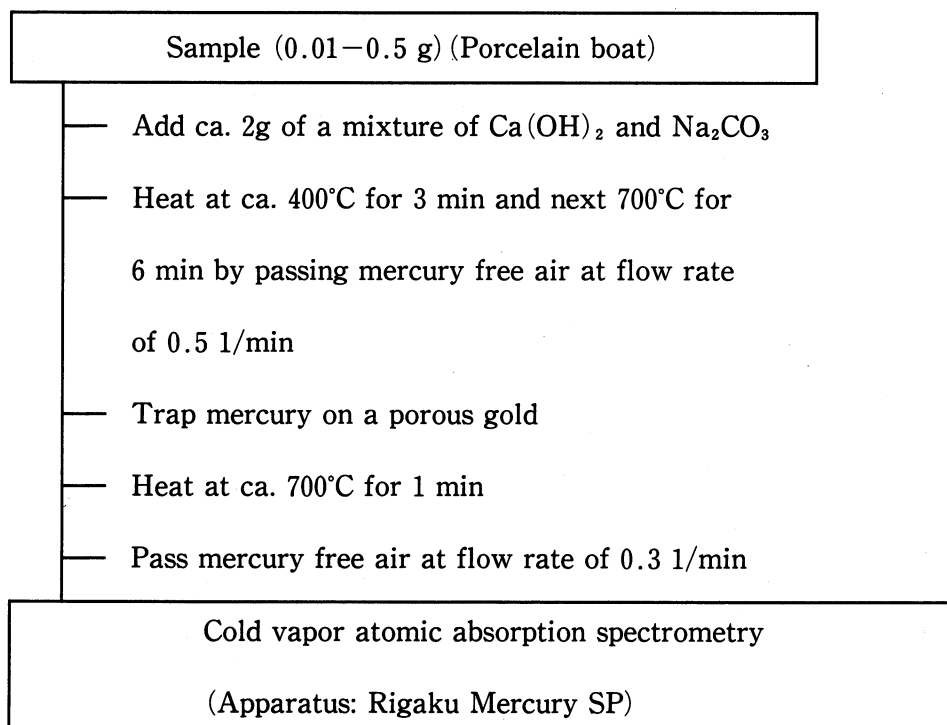 Sample (0.01−0.5 g) (Porcelain boat)
Add ca. 2g of a mixture of Ca(OH)₂ and Na₂CO₃
Heat at ca. 400°C for 3 min and next 700°C for
6 min by passing mercury free air at flow rate
of 0.5 1/min
Trap mercury on a porous gold
Heat at ca. 700°C for 1 min
Pass mercury free air at flow rate of 0.3 1/min
Cold vapor atomic absorption spectrometry
(Apparatus: Rigaku Mercury SP)